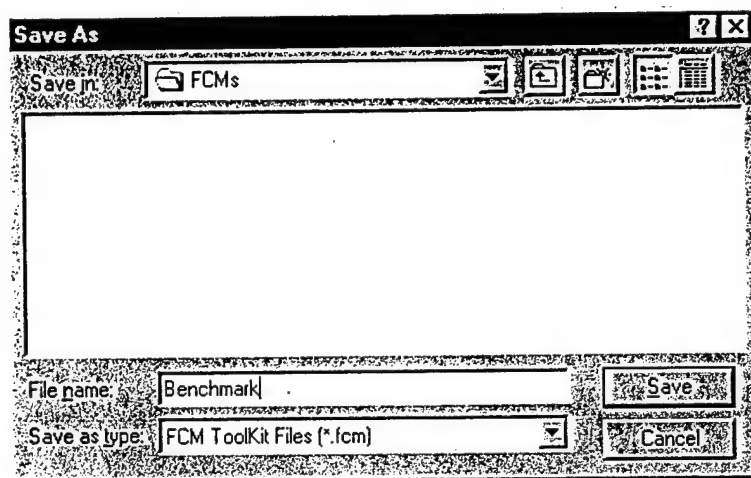 Save As
Save in: FCMs
File name: Benchmark
Save
Save as type: FCM ToolKit Files (*.fcm)
Cancel